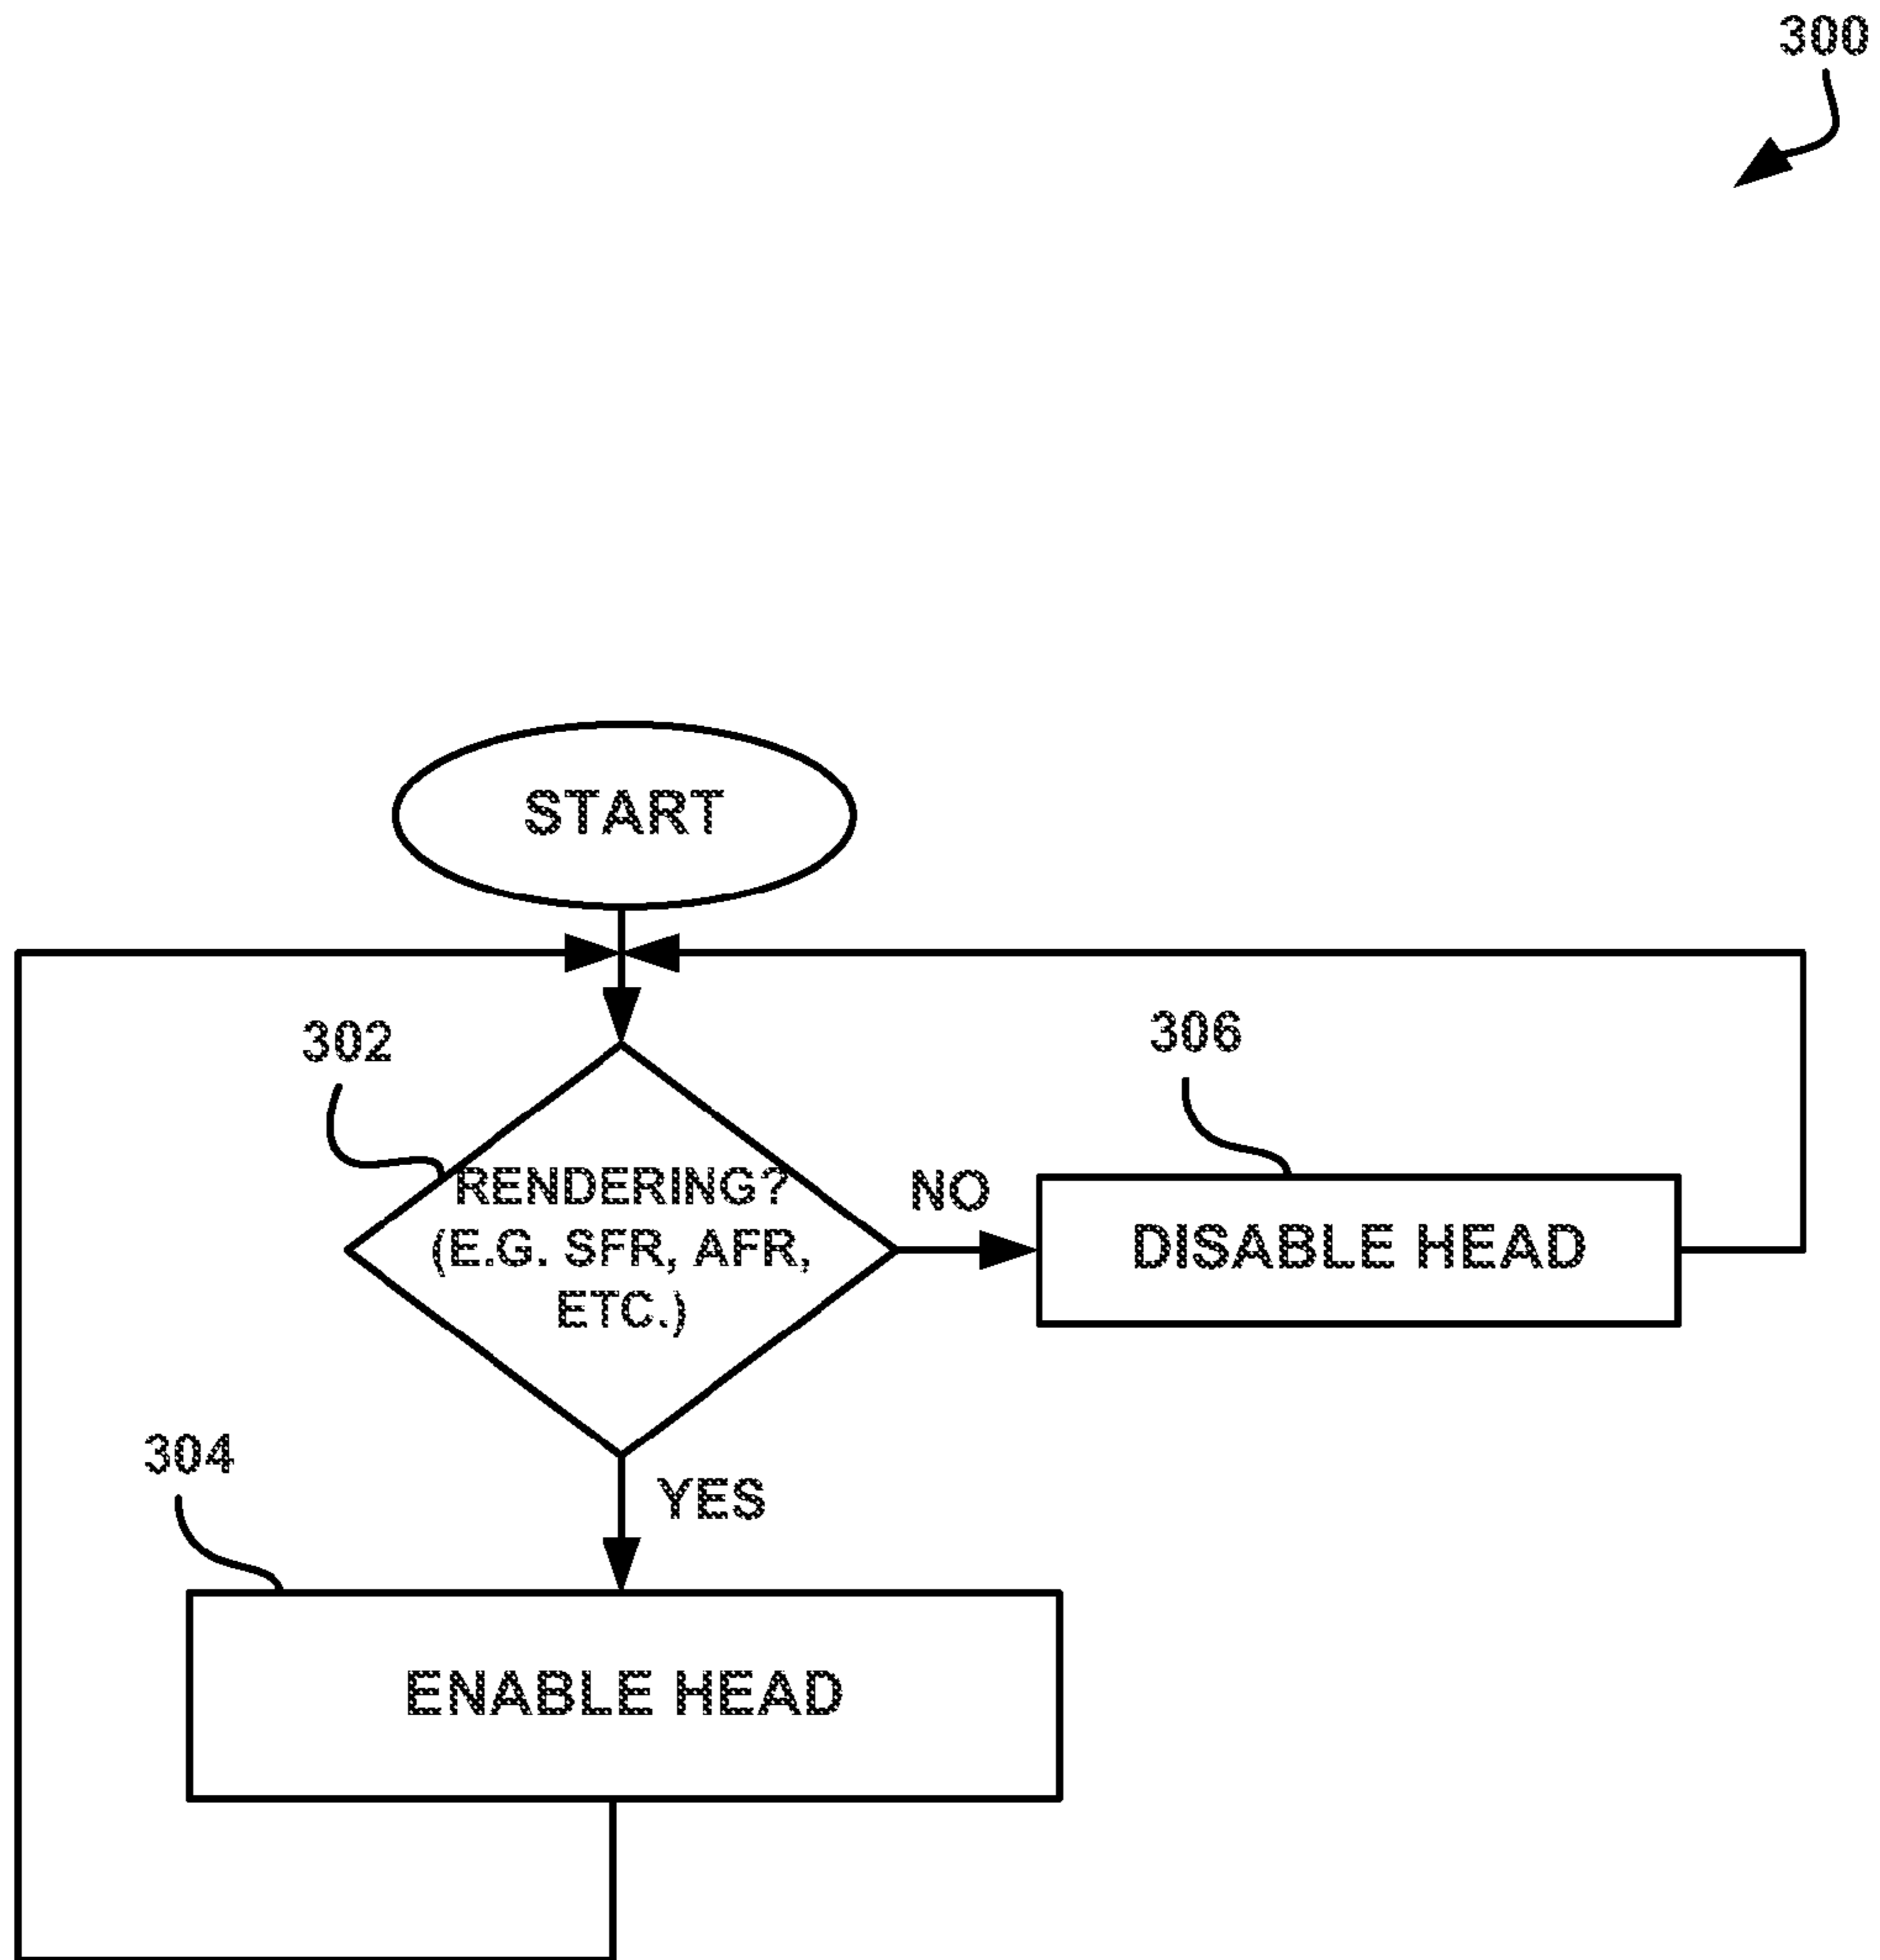 300
START
302
306
RENDERING?
(E.G. SFR, AFR,
ETC.)
NO
DISABLE HEAD
304
YES
ENABLE HEAD